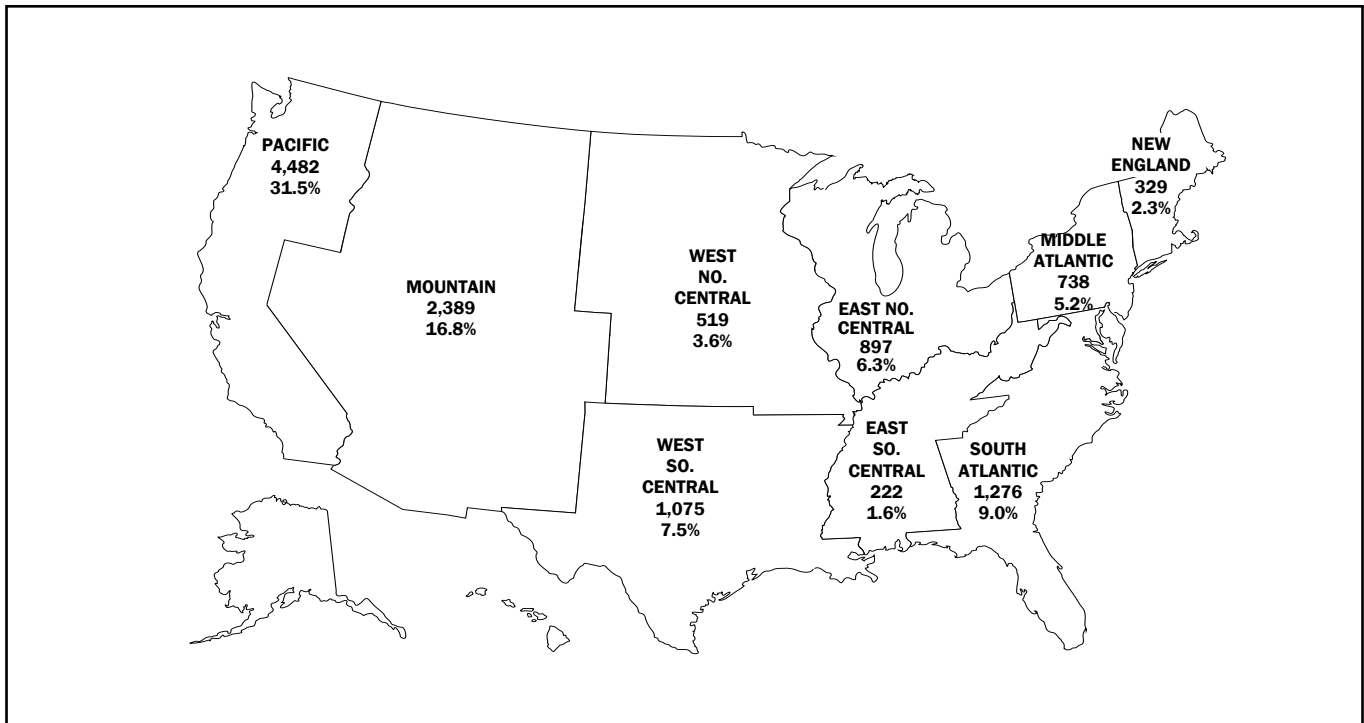 PACIFIC
4,482
31.5%
MOUNTAIN
2,389
16.8%
WEST
NO.
CENTRAL
519
3.6%
EAST NO.
CENTRAL
897
6.3%
NEW
ENGLAND
329
2.3%
MIDDLE
ATLANTIC
738
5.2%
WEST
SO.
CENTRAL
1,075
7.5%
EAST
SO.
CENTRAL
222
1.6%
SOUTH
ATLANTIC
1,276
9.0%